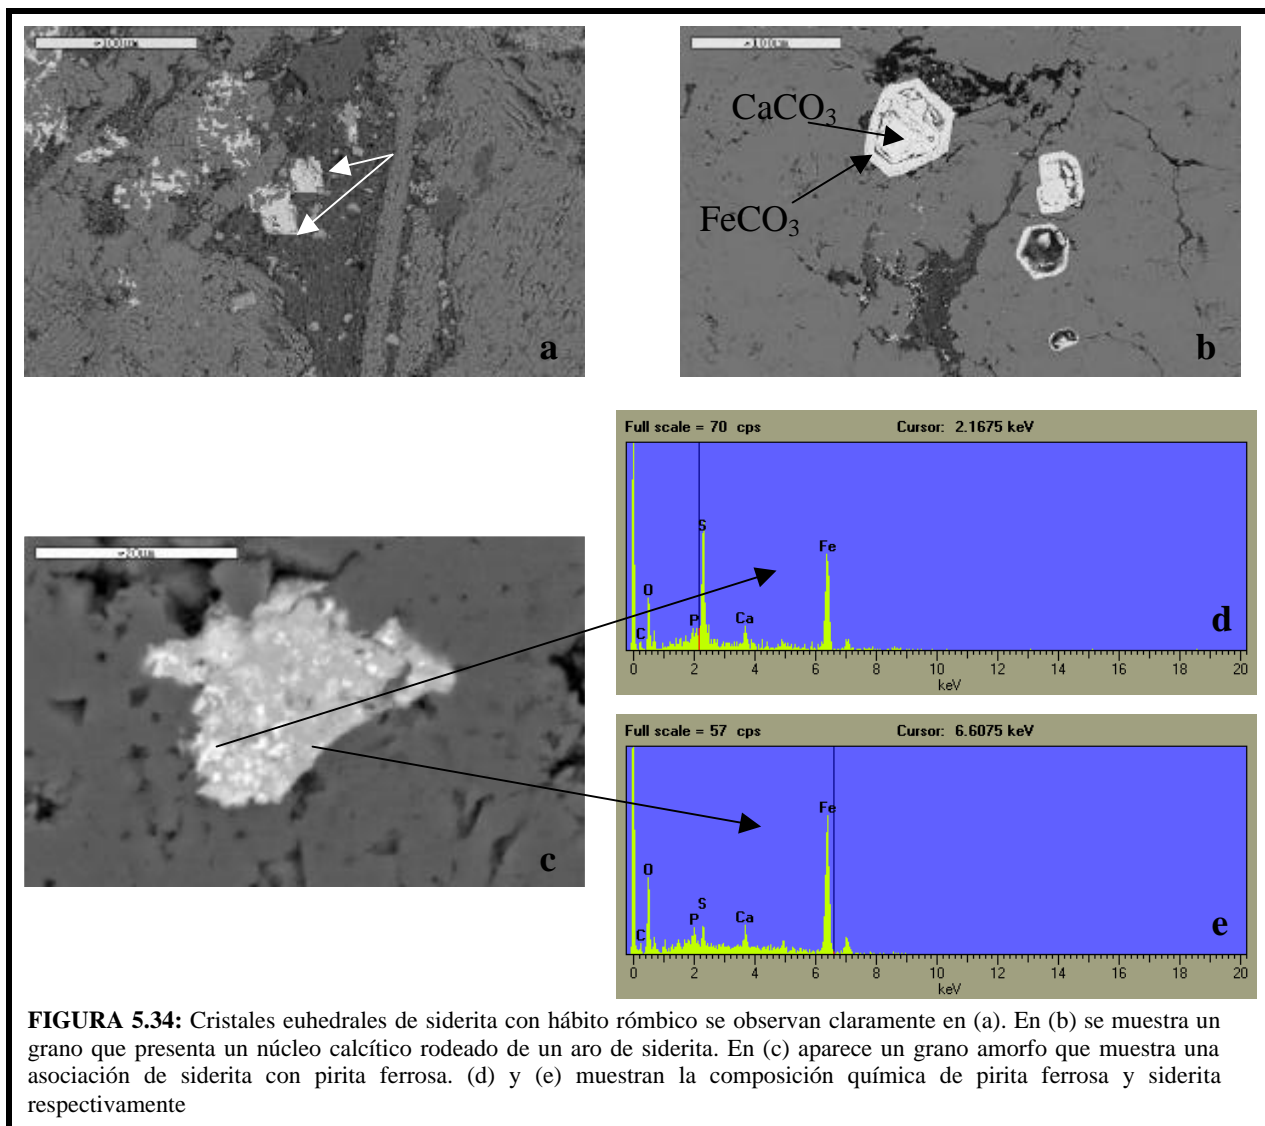 ≈100µm
≈100µm
CaCO₃
FeCO₃
a
b
Full scale = 70 cps Cursor: 2.1675 keV
S
Fe
O
P
Ca
C
d
0 2 4 6 8 10 12 14 16 18 20
keV
≈20µm
c
Full scale = 57 cps Cursor: 6.6075 keV
Fe
O
S
P
Ca
C
e
0 2 4 6 8 10 12 14 16 18 20
keV
FIGURA 5.34: Cristales euhedrales de siderita con hábito rómbico se observan claramente en (a). En (b) se muestra un
grano que presenta un núcleo calcítico rodeado de un aro de siderita. En (c) aparece un grano amorfo que muestra una
asociación de siderita con pirita ferrosa. (d) y (e) muestran la composición química de pirita ferrosa y siderita
respectivamente